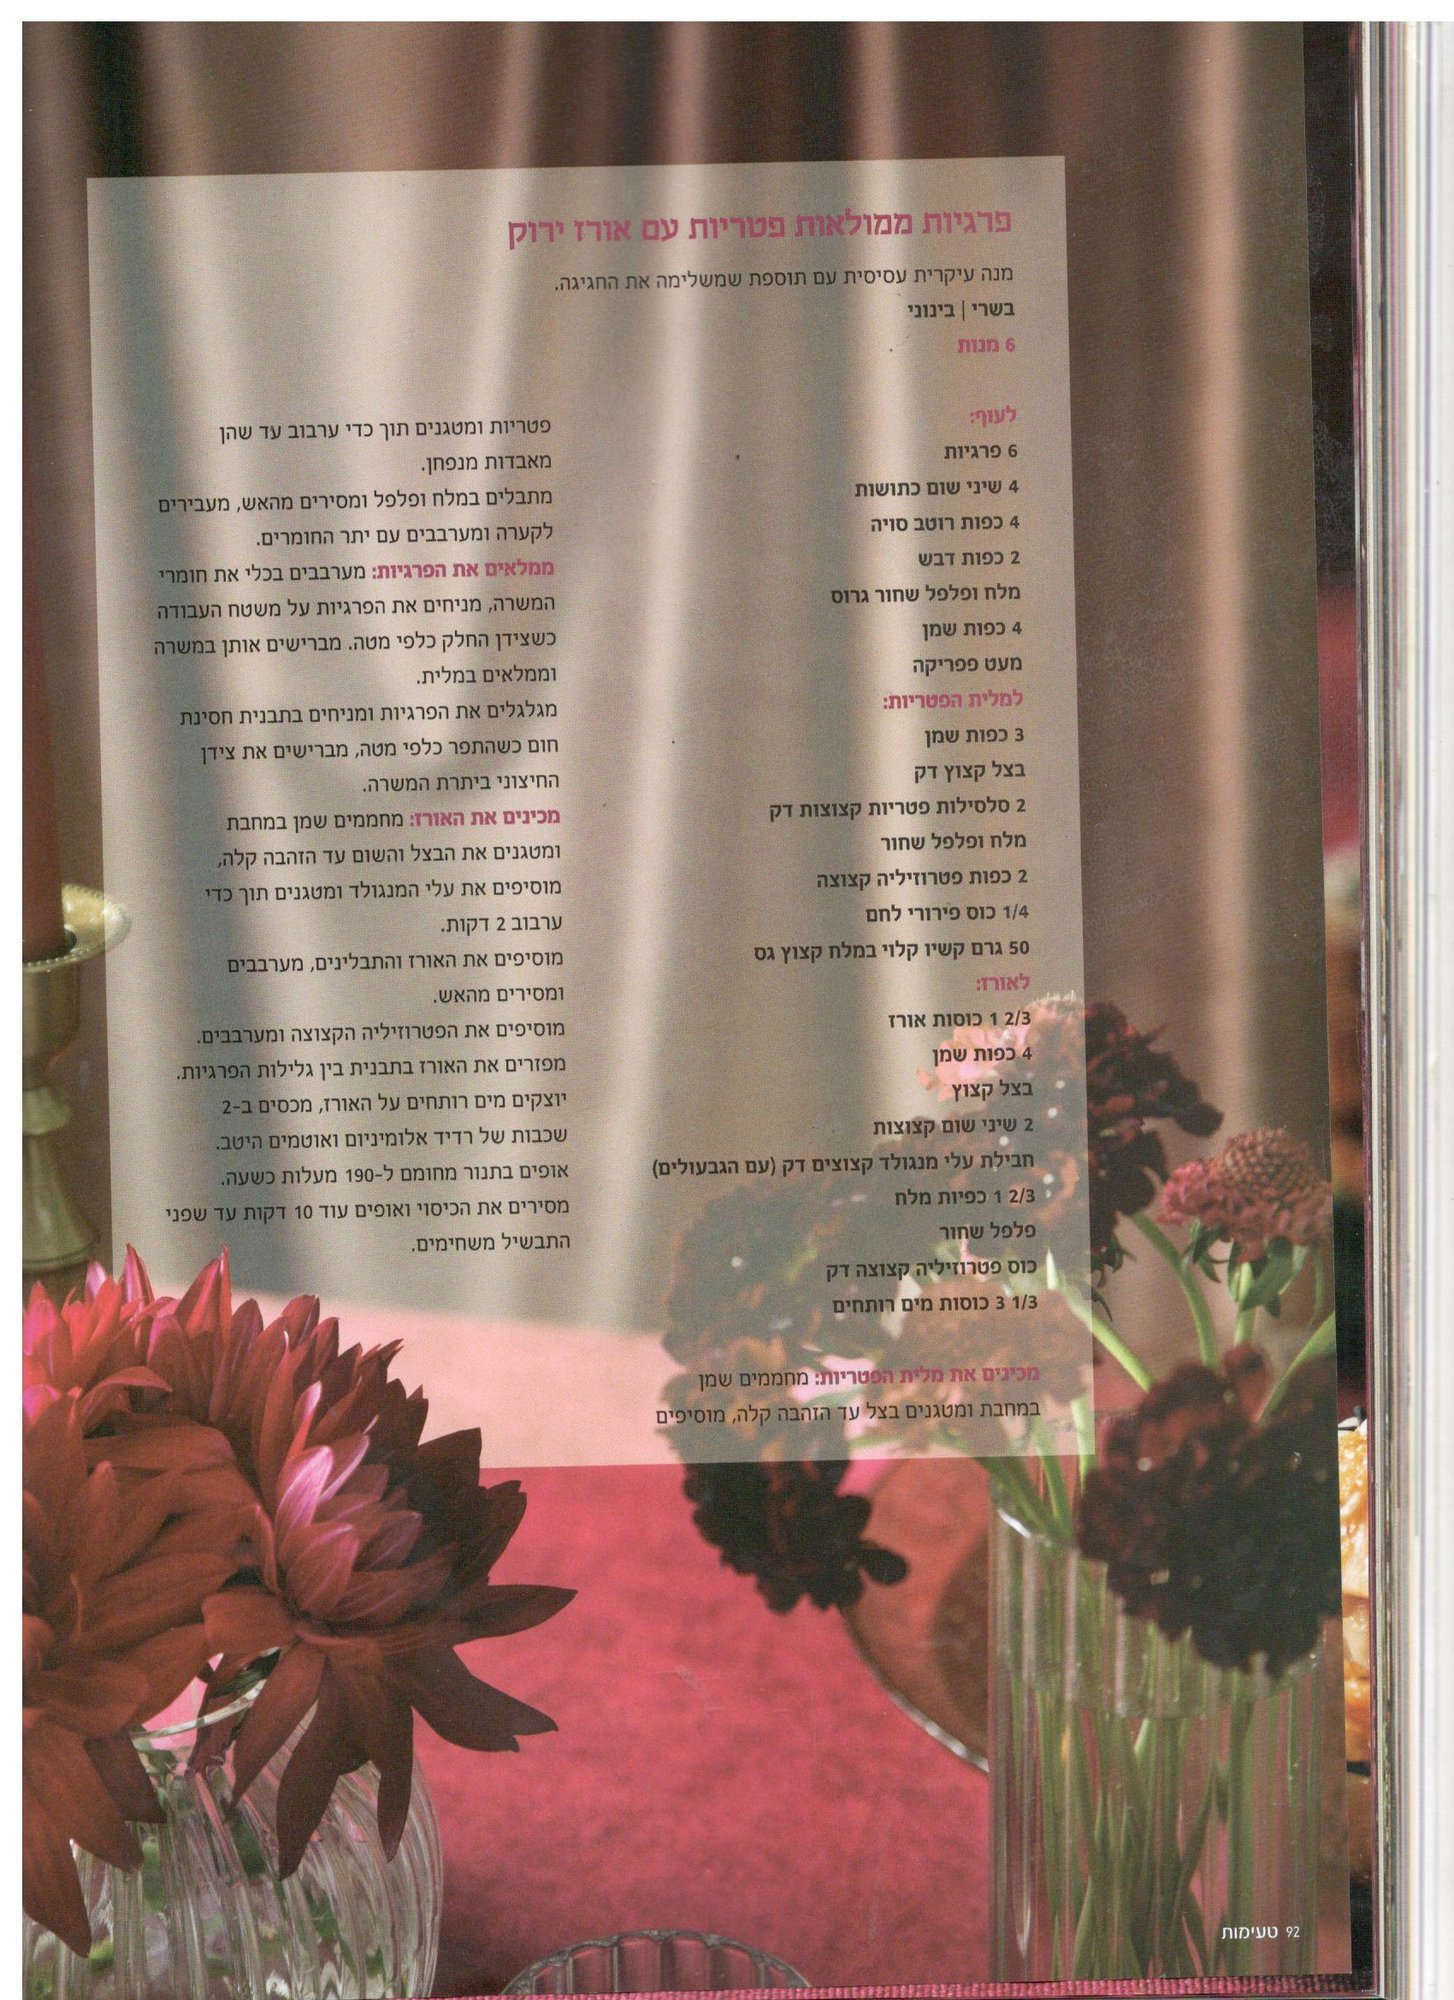 פרגיות ממולאות פטריות עם אורז ירוק
מנה עיקרית עסיסית עם תוספת שמשלימה את החגיגה.
בשרי | בינוני
6 מנות
לעוף:
6 פרגיות
4 שיני שום כתושות
4 כפות רוטב סויה
2 כפות דבש
מלח ופלפל שחור גרוס
4 כפות שמן
מעט פפריקה
למלית הפטריות:
3 כפות שמן
בצל קצוץ דק
2 סלסילות פטריות קצוצות דק
מלח ופלפל שחור
2 כפות פטרוזיליה קצוצה
1/4 כוס פירורי לחם
50 גרם קשיו קלוי במלח קצוץ גס
לאורז:
1 2/3 כוסות אורז
4 כפות שמן
בצל קצוץ
2 שיני שום קצוצות
חבילת עלי מנגולד קצוצים דק (עם הגבעולים)
1 2/3 כפיות מלח
פלפל שחור
כוס פטרוזיליה קצוצה דק
3 1/3 כוסות מים רותחים
מכינים את מלית הפטריות: מחממים שמן
במחבת ומטגנים בצל עד הזהבה קלה, מוסיפים
פטריות ומטגנים תוך כדי ערבוב עד שהן
מאבדות מנפחן.
מתבלים במלח ופלפל ומסירים מהאש, מעבירים
לקערה ומערבבים עם יתר החומרים.
ממלאים את הפרגיות: מערבבים בכלי את חומרי
המשרה, מניחים את הפרגיות על משטח העבודה
כשצידן החלק כלפי מטה. מברישים אותן במשרה
וממלאים במלית.
מגלגלים את הפרגיות ומניחים בתבנית חסינת
חום כשהתפר כלפי מטה, מברישים את צידן
החיצוני ביתרת המשרה.
מכינים את האורז: מחממים שמן במחבת
ומטגנים את הבצל והשום עד הזהבה קלה,
מוסיפים את עלי המנגולד ומטגנים תוך כדי
ערבוב 2 דקות.
מוסיפים את האורז והתבלינים, מערבבים
ומסירים מהאש.
מוסיפים את הפטרוזיליה הקצוצה ומערבבים.
מפזרים את האורז בתבנית בין גלילות הפרגיות.
יוצקים מים רותחים על האורז, מכסים ב-2
שכבות של רדיד אלומיניום ואוטמים היטב.
אופים בתנור מחומם ל-190 מעלות כשעה.
מסירים את הכיסוי ואופים עוד 10 דקות עד שפני
התבשיל משחימים.
92 טעימות